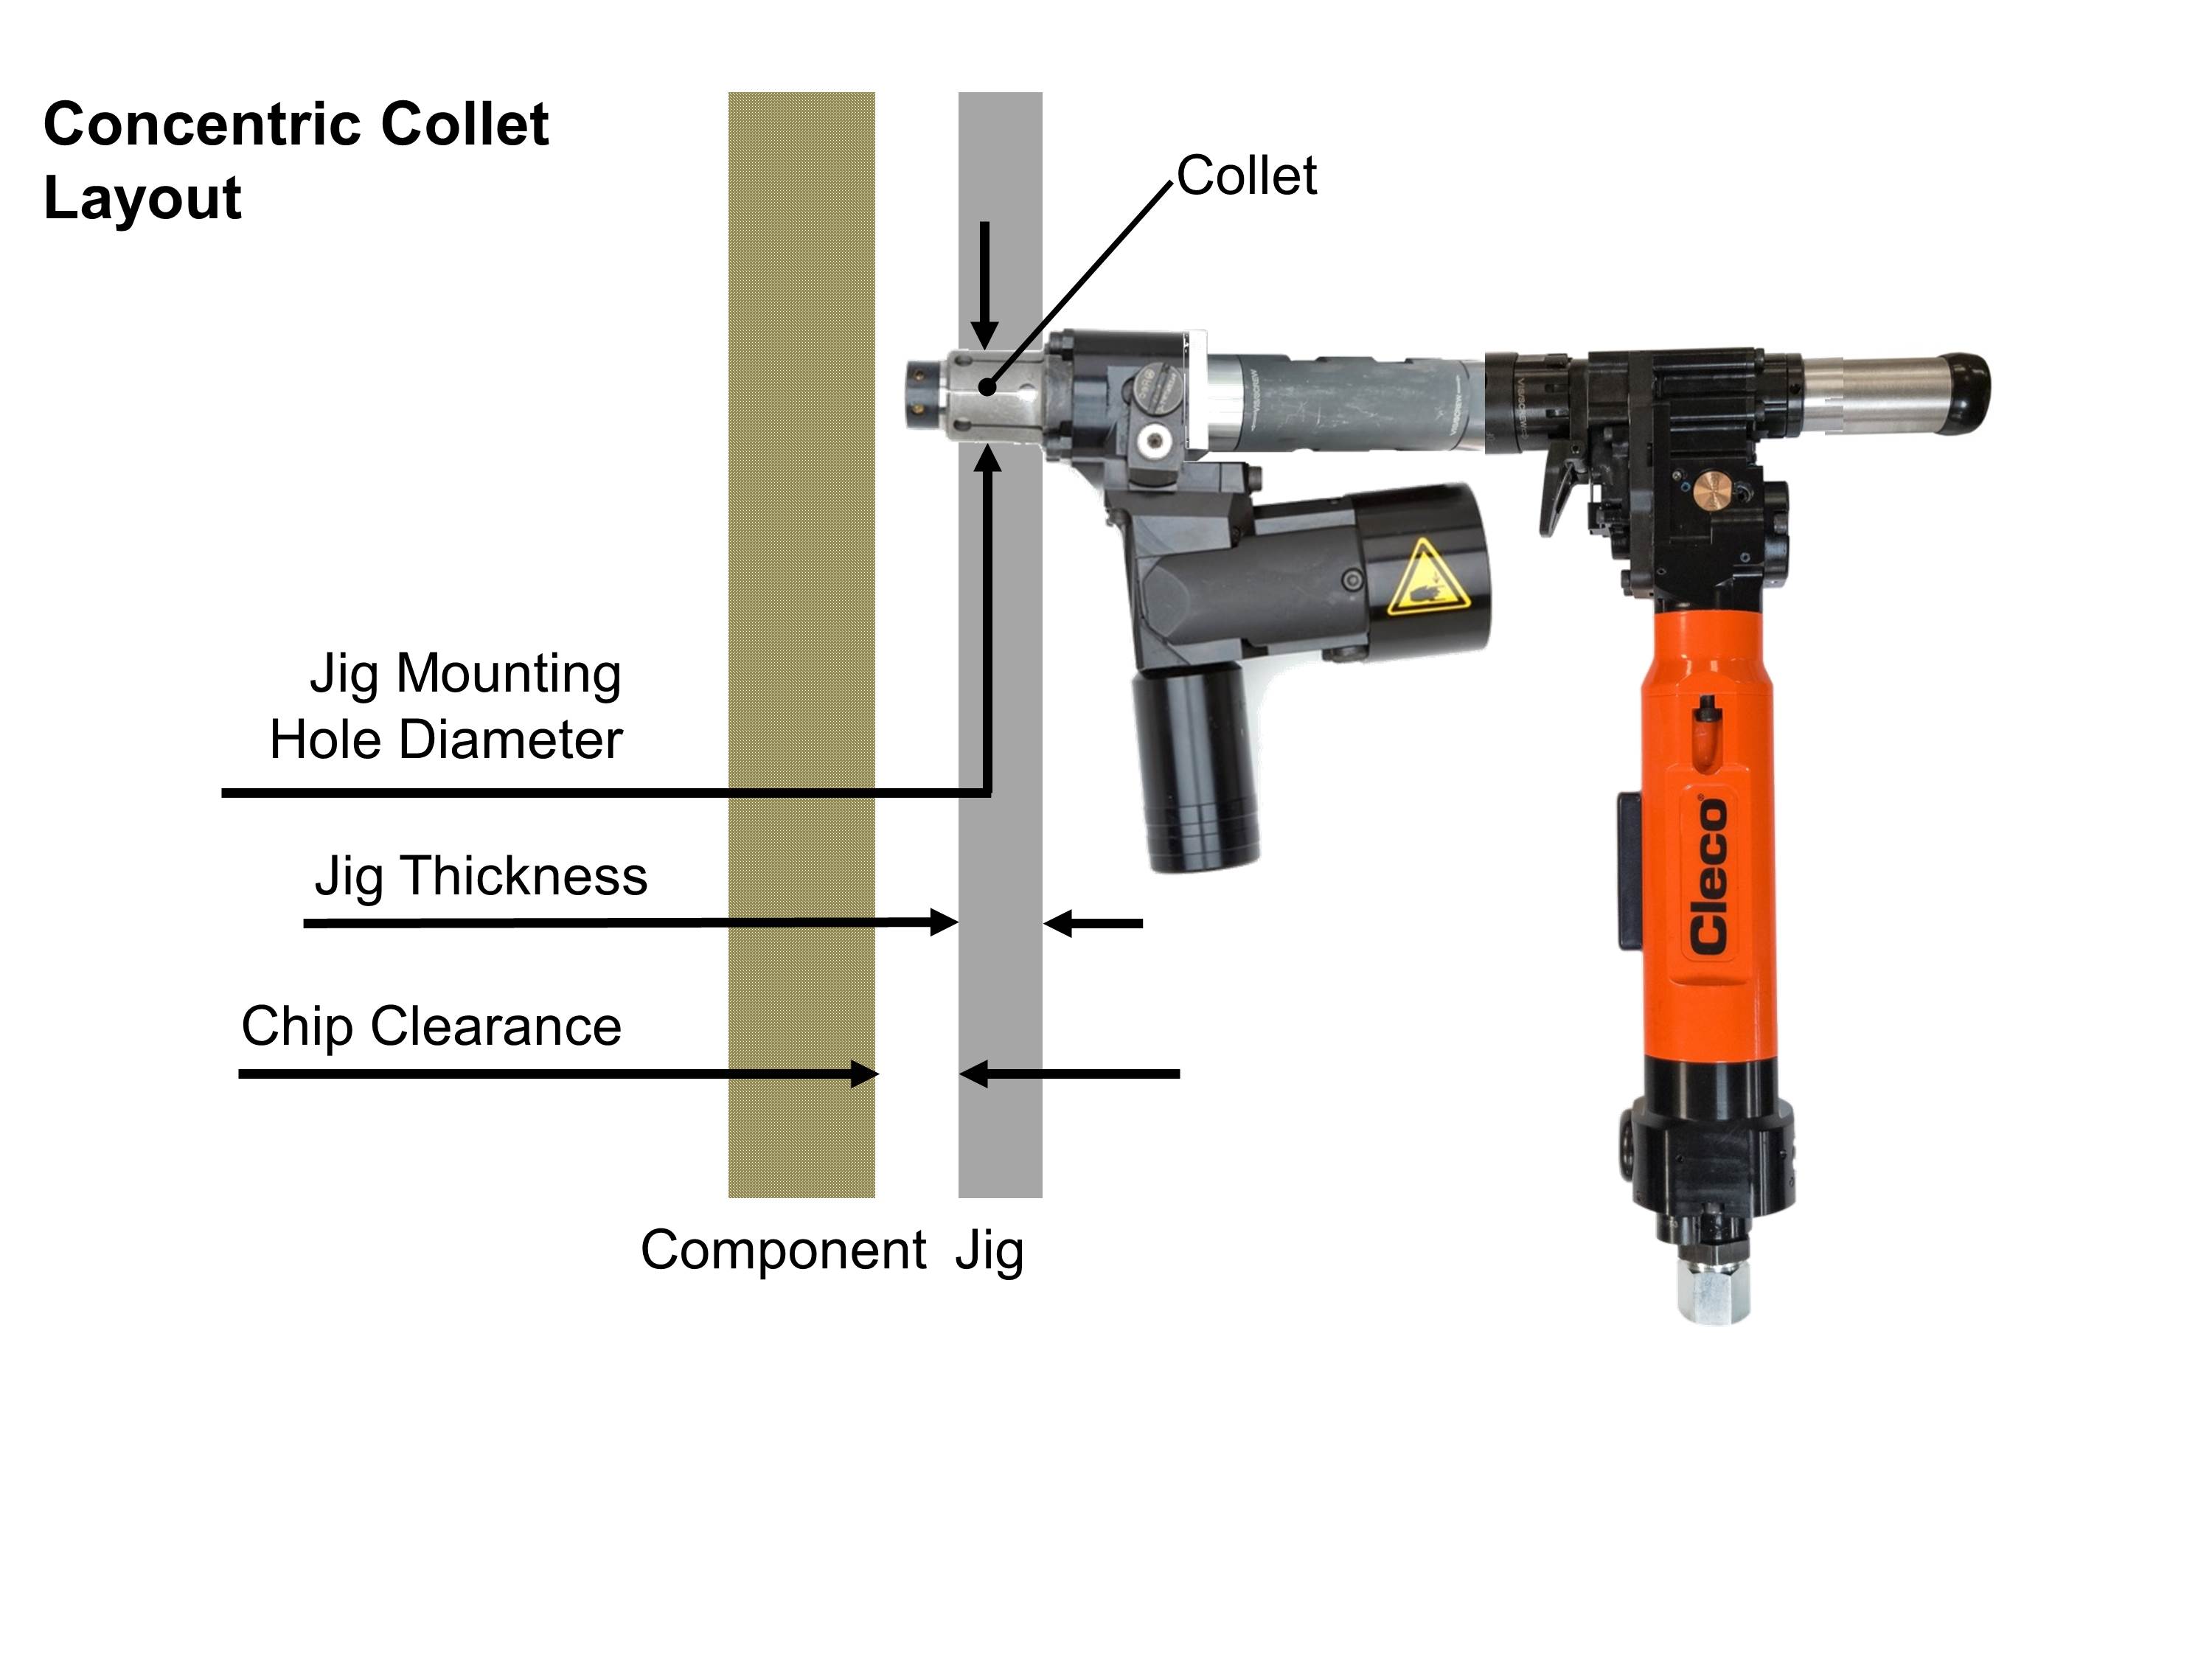 Concentric Collet
Layout
Collet
Jig Mounting
Hole Diameter
Jig Thickness
Chip Clearance
Component Jig
Cleco®